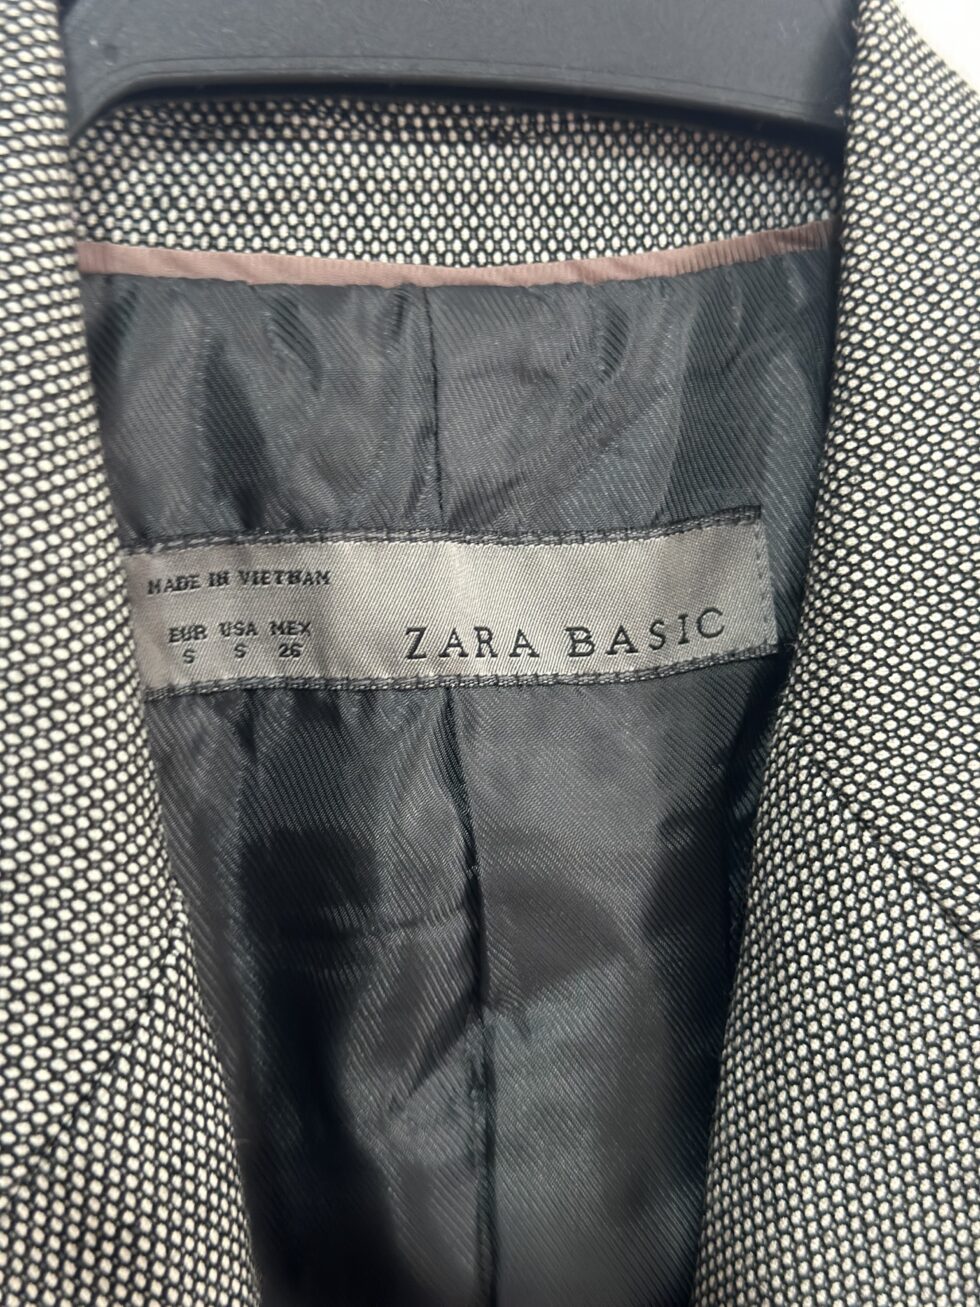 MADE IN VIETNAM
EUR USA MEX
S S 26
ZARA BASIC